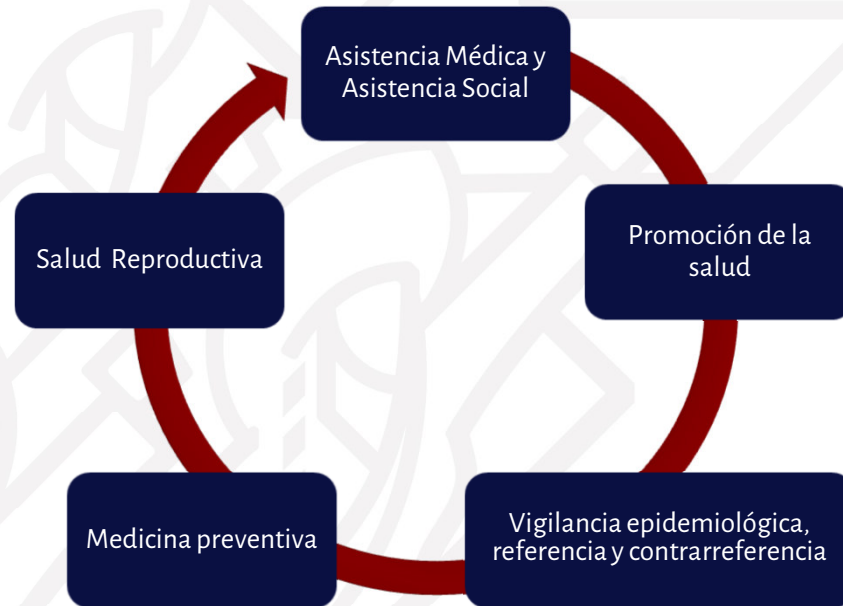 Asistencia Médica y
Asistencia Social
Promoción de la
salud
Vigilancia epidemiológica,
referencia y contrarreferencia
Medicina preventiva
Salud Reproductiva